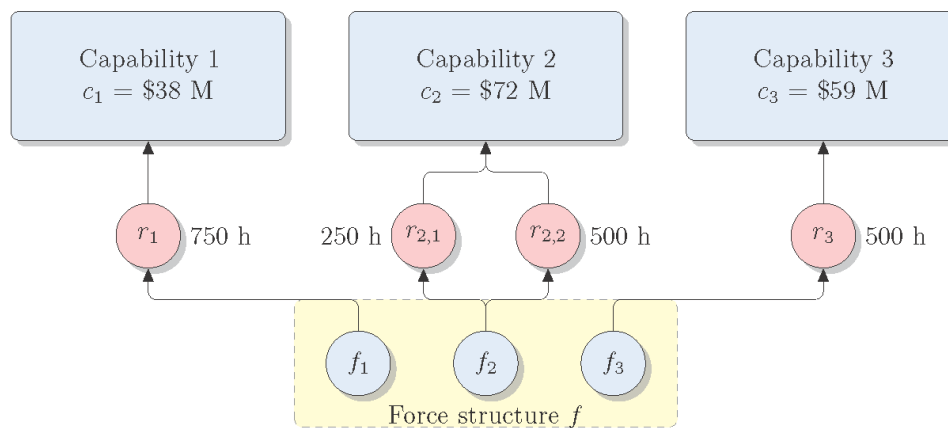 Capability 1
c₁ = $38 M
Capability 2
c₂ = $72 M
Capability 3
c₃ = $59 M
r₁
750 h
250 h
r₂,₁
r₂,₂
500 h
r₃
500 h
f₁
f₂
f₃
Force structure f